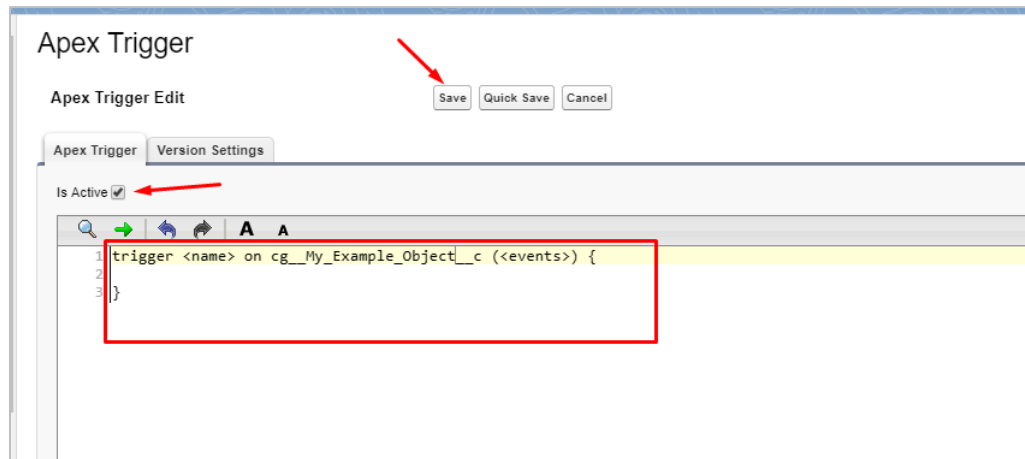 Apex Trigger
Apex Trigger Edit
Save Quick Save Cancel
Apex Trigger Version Settings
Is Active
A A
1 trigger <name> on cg__My_Example_Object__c (<events>) {
2
3 }